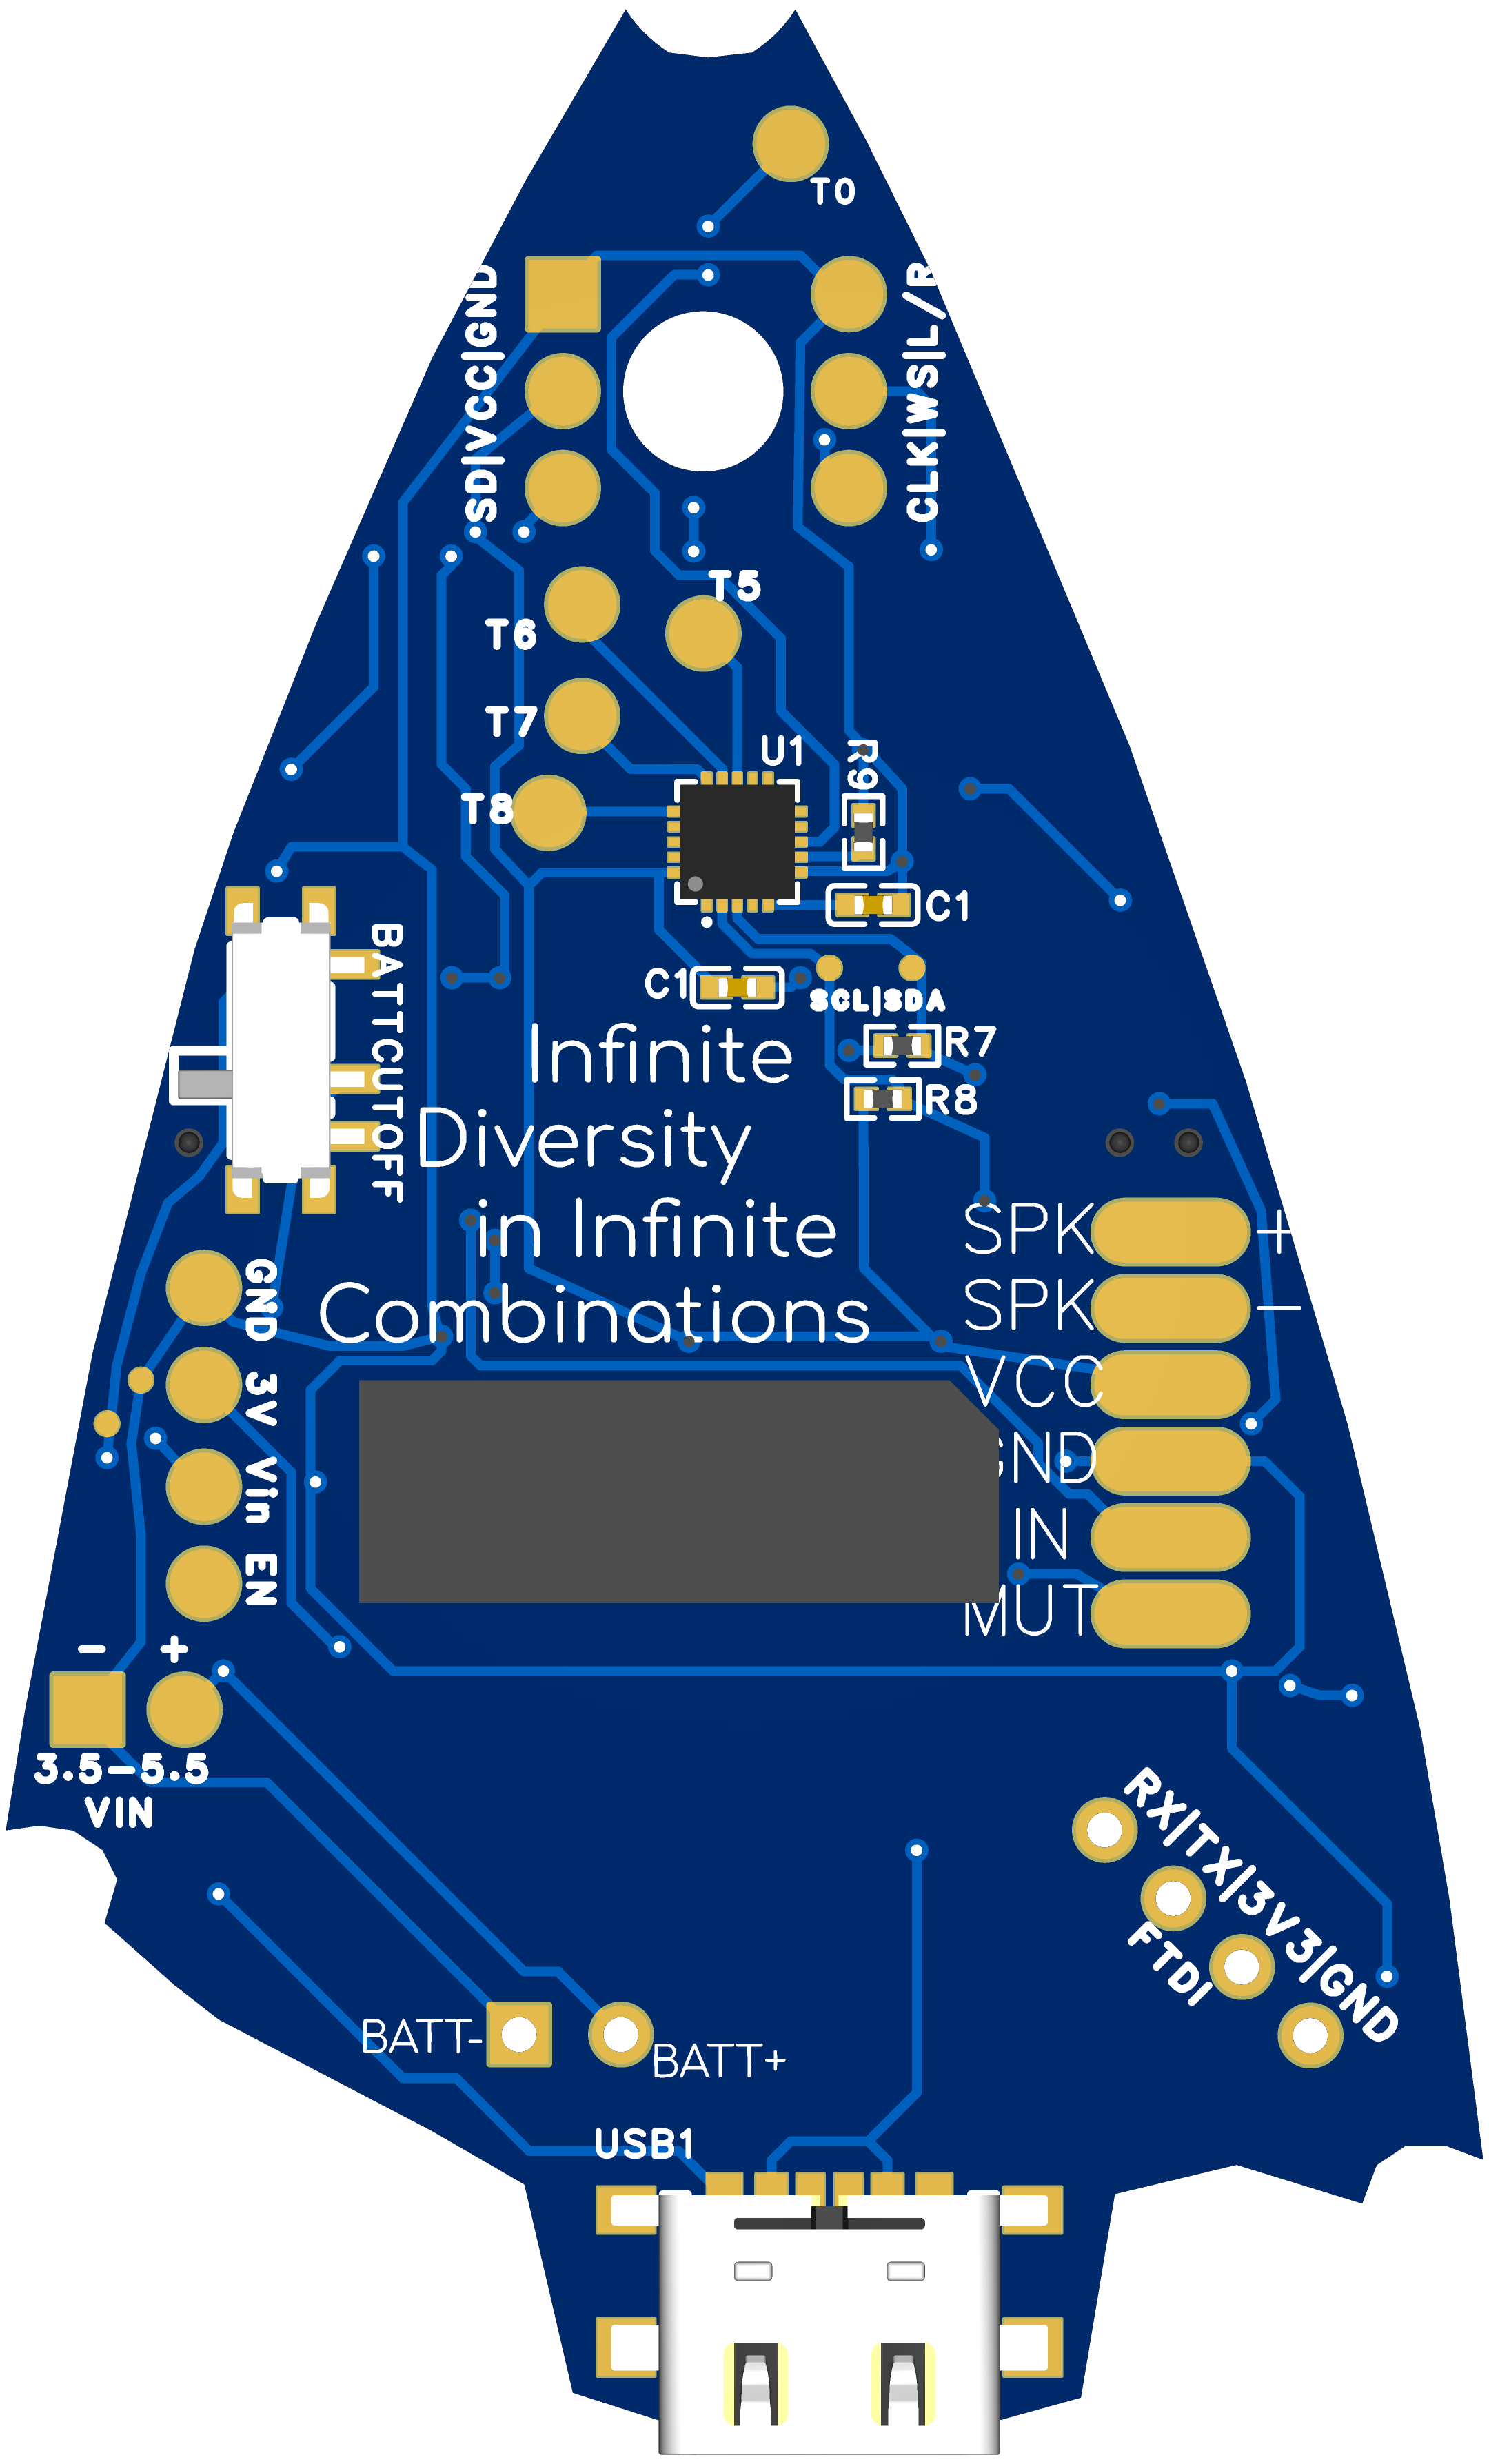 T0
SD|VCC|GND
CLK|WS|L/R
T5
T6
T7
U1
R6
T8
C1
C1
SCL|SDA
BATTCUTOFF
R7
R8
Infinite
Diversity
in Infinite
Combinations
SPK+
SPK-
VCC
GND
IN
MUT
GND
3V
Vin
EN
- +
3.5-5.5
VIN
RX|TX|3V3|GND
FTDI
BATT-
BATT+
USB1